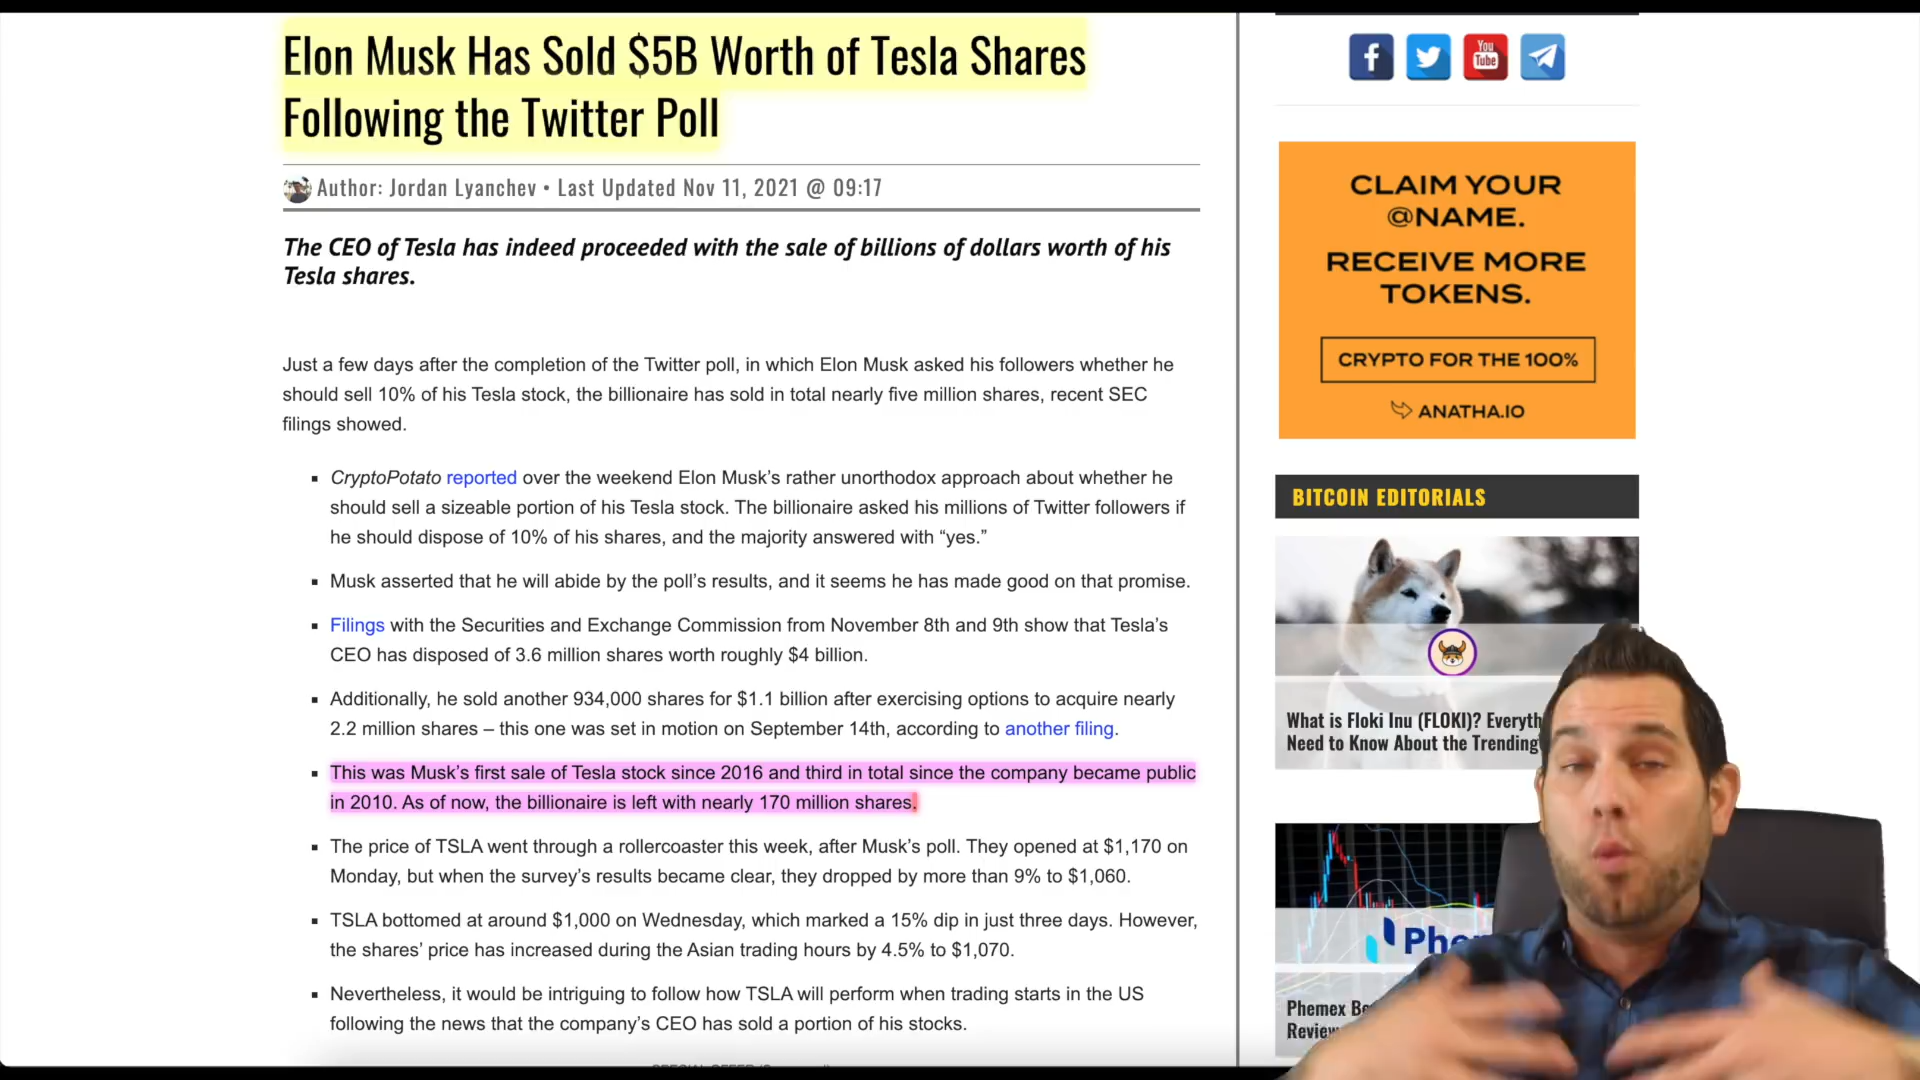 Elon Musk Has Sold $5B Worth of Tesla Shares
Following the Twitter Poll
Author: Jordan Lyanchev • Last Updated Nov 11, 2021 @ 09:17
The CEO of Tesla has indeed proceeded with the sale of billions of dollars worth of his
Tesla shares.
Just a few days after the completion of the Twitter poll, in which Elon Musk asked his followers whether he
should sell 10% of his Tesla stock, the billionaire has sold in total nearly five million shares, recent SEC
filings showed.
▪ CryptoPotato reported over the weekend Elon Musk’s rather unorthodox approach about whether he
should sell a sizeable portion of his Tesla stock. The billionaire asked his millions of Twitter followers if
he should dispose of 10% of his shares, and the majority answered with “yes.”
▪ Musk asserted that he will abide by the poll’s results, and it seems he has made good on that promise.
▪ Filings with the Securities and Exchange Commission from November 8th and 9th show that Tesla’s
CEO has disposed of 3.6 million shares worth roughly $4 billion.
▪ Additionally, he sold another 934,000 shares for $1.1 billion after exercising options to acquire nearly
2.2 million shares – this one was set in motion on September 14th, according to another filing.
▪ This was Musk’s first sale of Tesla stock since 2016 and third in total since the company became public
in 2010. As of now, the billionaire is left with nearly 170 million shares.
▪ The price of TSLA went through a rollercoaster this week, after Musk’s poll. They opened at $1,170 on
Monday, but when the survey’s results became clear, they dropped by more than 9% to $1,060.
▪ TSLA bottomed at around $1,000 on Wednesday, which marked a 15% dip in just three days. However,
the shares’ price has increased during the Asian trading hours by 4.5% to $1,070.
▪ Nevertheless, it would be intriguing to follow how TSLA will perform when trading starts in the US
following the news that the company’s CEO has sold a portion of his stocks.
You
Tube
CLAIM YOUR
@NAME.
RECEIVE MORE
TOKENS.
CRYPTO FOR THE 100%
ANATHA.IO
BITCOIN EDITORIALS
What is Floki Inu (FLOKI)? Everyth
Need to Know About the Trending
Phem
Phemex
Review